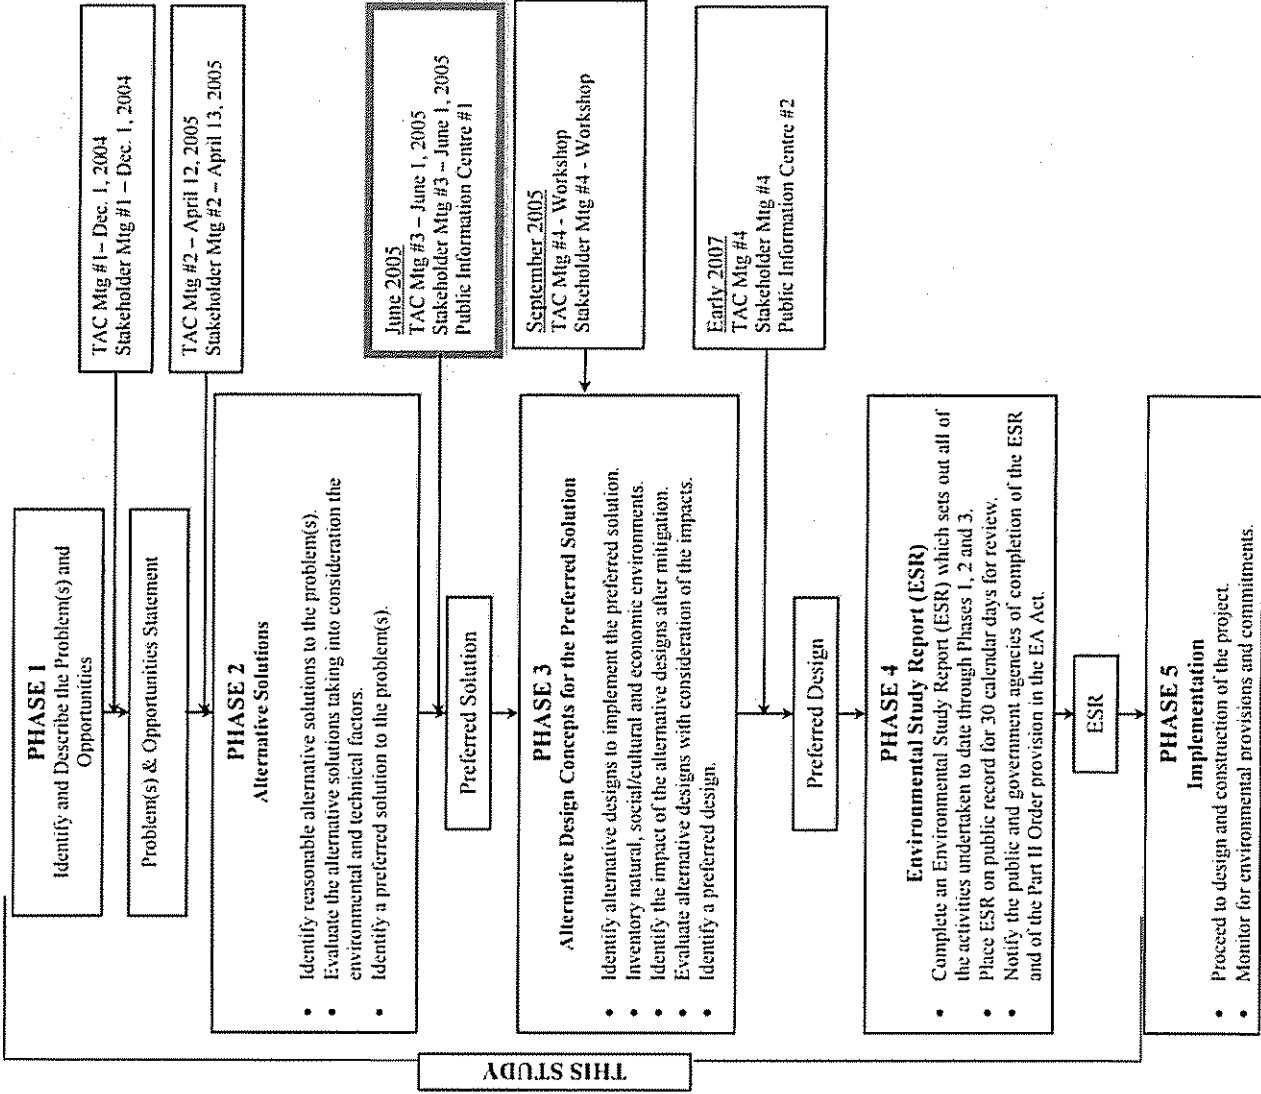 PHASE 1
Identify and Describe the Problem(s) and
Opportunities
TAC Mtg #1– Dec. 1, 2004
Stakeholder Mtg #1 – Dec. 1, 2004
Problem(s) & Opportunities Statement
TAC Mtg #2 – April 12, 2005
Stakeholder Mtg #2 – April 13, 2005
PHASE 2
Alternative Solutions
• Identify reasonable alternative solutions to the problem(s).
• Evaluate the alternative solutions taking into consideration the
environmental and technical factors.
• Identify a preferred solution to the problem(s).
June 2005
TAC Mtg #3 – June 1, 2005
Stakeholder Mtg #3 – June 1, 2005
Public Information Centre #1
Preferred Solution
PHASE 3
Alternative Design Concepts for the Preferred Solution
• Identify alternative designs to implement the preferred solution.
• Inventory natural, social/cultural and economic environments.
• Identify the impact of the alternative designs after mitigation.
• Evaluate alternative designs with consideration of the impacts.
• Identify a preferred design.
September 2005
TAC Mtg #4 - Workshop
Stakeholder Mtg #4 - Workshop
Early 2007
TAC Mtg #4
Stakeholder Mtg #4
Public Information Centre #2
Preferred Design
PHASE 4
Environmental Study Report (ESR)
• Complete an Environmental Study Report (ESR) which sets out all of
the activities undertaken to date through Phases 1, 2 and 3.
• Place ESR on public record for 30 calendar days for review.
• Notify the public and government agencies of completion of the ESR
and of the Part II Order provision in the EA Act.
ESR
PHASE 5
Implementation
• Proceed to design and construction of the project.
• Monitor for environmental provisions and commitments.
THIS STUDY